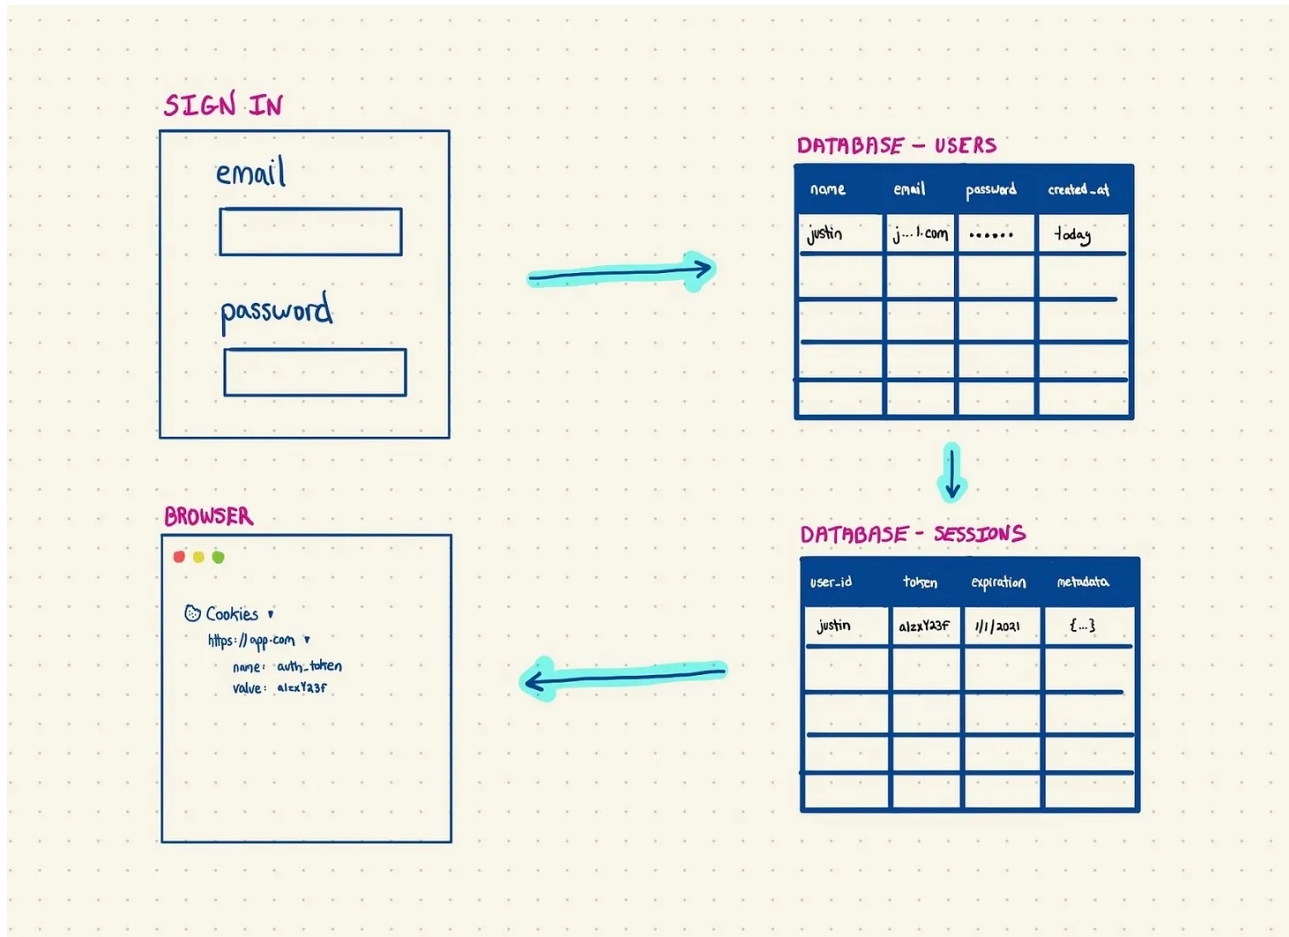 SIGN IN
email
password
DATABASE - USERS
name email password created_at
justin j...l.com ...... today
DATABASE - SESSIONS
user_id token expiration metadata
justin a1zxY23F 1/1/2021 {...}
BROWSER
Cookies
https://app.com
name: auth_token
value: a1zxY23F